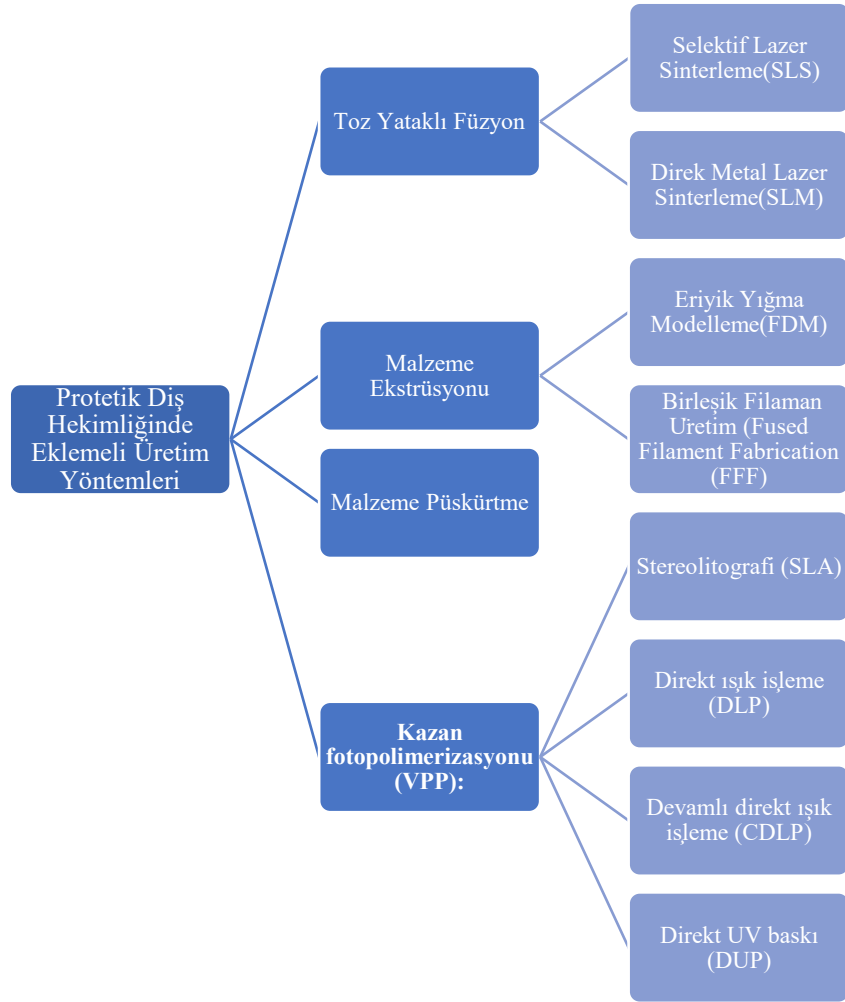 Protetik Diş
Hekimliğinde
Eklemeli Üretim
Yöntemleri
Toz Yataklı Füzyon
Selektif Lazer
Sinterleme(SLS)
Direk Metal Lazer
Sinterleme(SLM)
Malzeme
Ekstrüsyonu
Eriyik Yığma
Modelleme(FDM)
Birleşik Filaman
Üretim (Fused
Filament Fabrication
(FFF)
Malzeme Püskürtme
Kazan
fotopolimerizasyonu
(VPP):
Stereolitografi (SLA)
Direkt ışık işleme
(DLP)
Devamlı direkt ışık
işleme (CDLP)
Direkt UV baskı
(DUP)